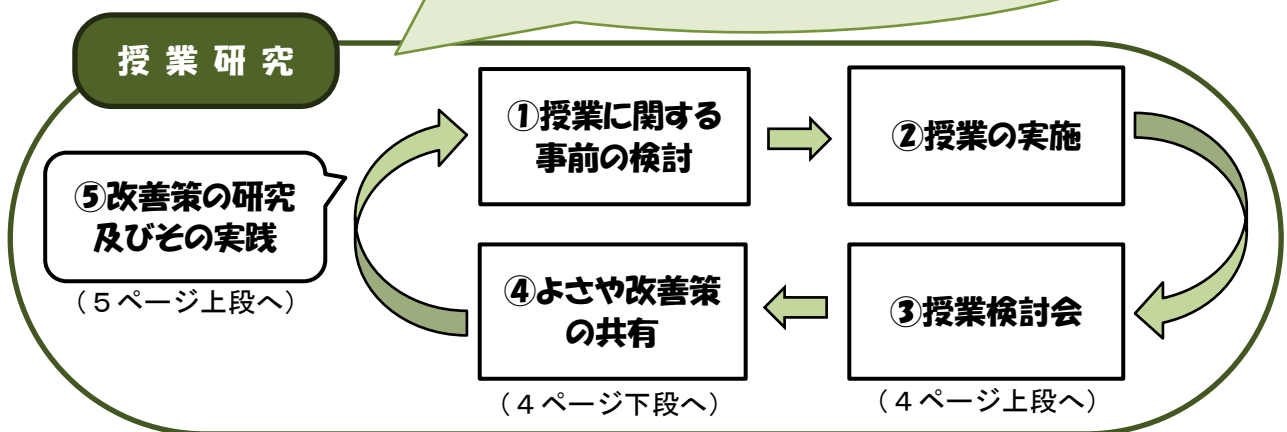 授業研究
①授業に関する
事前の検討
②授業の実施
③授業検討会
（４ページ上段へ）
④よさや改善策
の共有
（４ページ下段へ）
⑤改善策の研究
及びその実践
（５ページ上段へ）